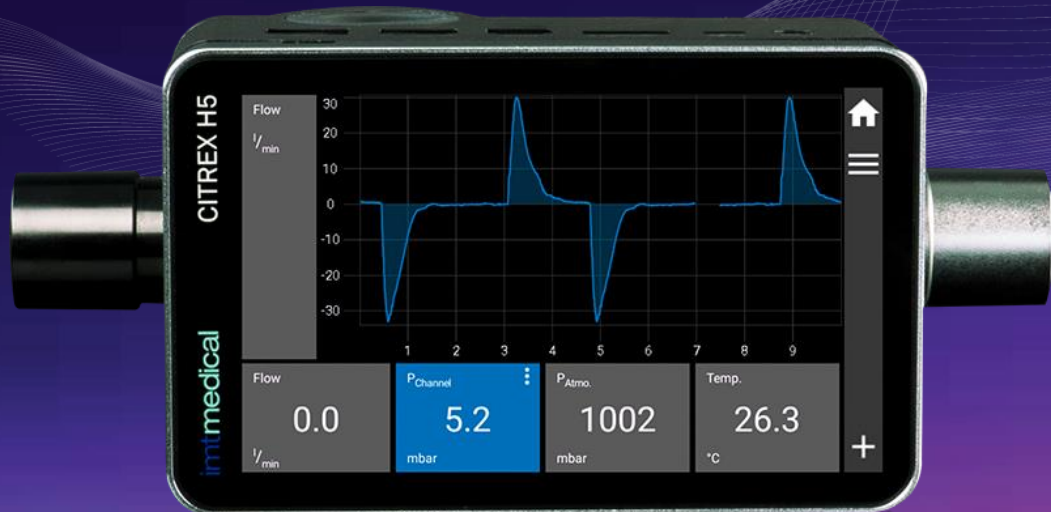 CITREX H5
imtmedical
Flow
l/min
30
20
10
0
-10
-20
-30
1 2 3 4 5 6 7 8 9
Flow
0.0
l/min
PChannel
5.2
mbar
PAtmo.
1002
mbar
Temp.
26.3
°C